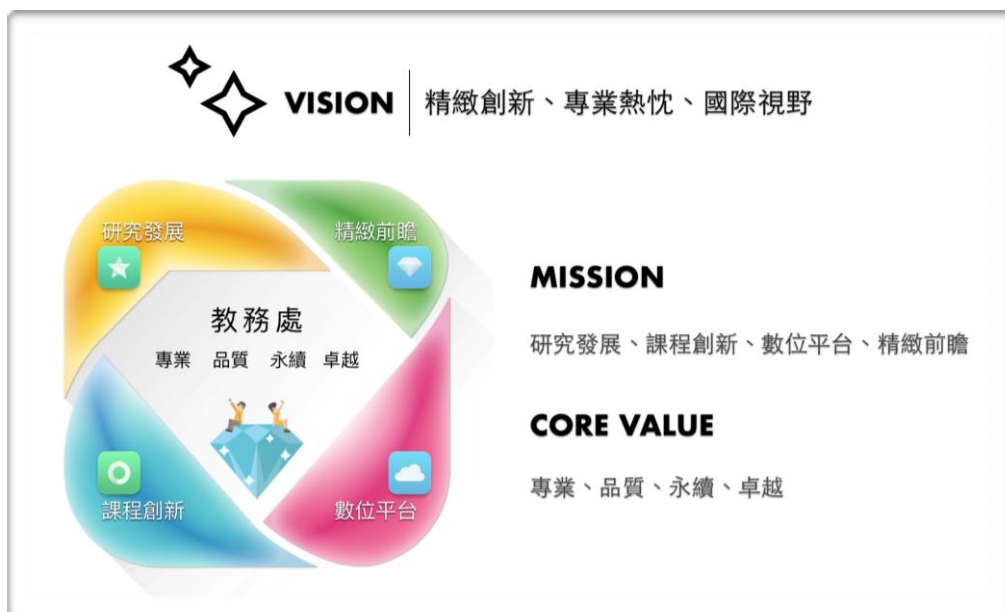 VISION 精緻創新、專業熱忱、國際視野
研究發展
精緻前瞻
教務處
專業 品質 永續 卓越
課程創新
數位平台
MISSION
研究發展、課程創新、數位平台、精緻前瞻
CORE VALUE
專業、品質、永續、卓越